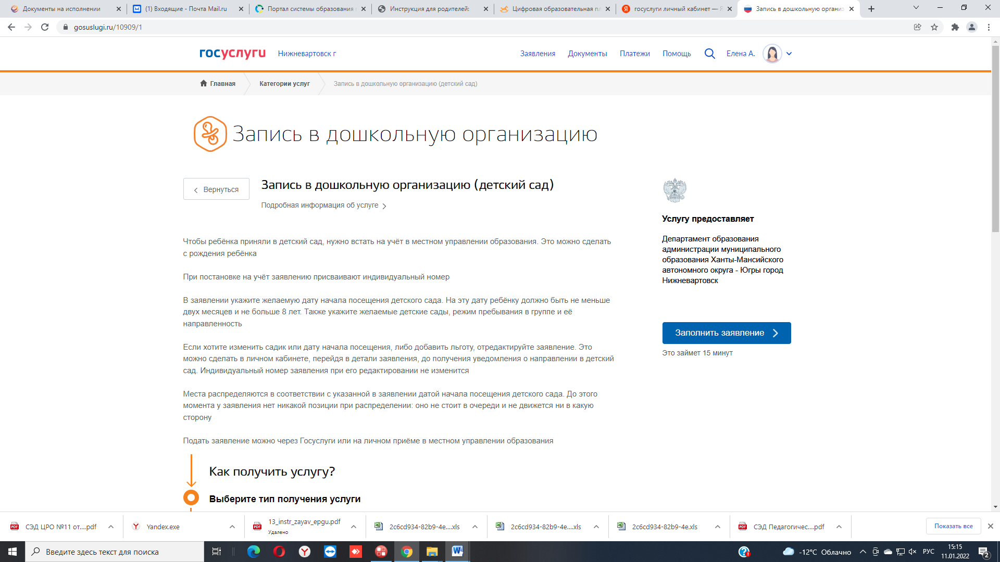 Документы на исполнении
(1) Входящие - Почта Mail.ru
Портал системы образования
Инструкция для родителей:
Цифровая образовательная
госуслуги личный кабинет —
Запись в дошкольную
gosuslugi.ru/10909/1
госуслуги
Нижневартовск г
Заявления
Документы
Платежи
Помощь
Елена А.
Главная
Категории услуг
Запись в дошкольную организацию (детский сад)
Запись в дошкольную организацию
Вернуться
Запись в дошкольную организацию (детский сад)
Подробная информация об услуге
Чтобы ребёнка приняли в детский сад, нужно встать на учёт в местном управлении образования. Это можно сделать
с рождения ребёнка
При постановке на учёт заявлению присваивают индивидуальный номер
В заявлении укажите желаемую дату начала посещения детского сада. На эту дату ребёнку должно быть не меньше
двух месяцев и не больше 8 лет. Также укажите желаемые детские сады, режим пребывания в группе и её
направленность
Если хотите изменить садик или дату начала посещения, либо добавить льготу, отредактируйте заявление. Это
можно сделать в личном кабинете, перейдя в детали заявления, до получения уведомления о направлении в детский
сад. Индивидуальный номер заявления при его редактировании не изменится
Места распределяются в соответствии с указанной в заявлении датой начала посещения детского сада. До этого
момента у заявления нет никакой позиции при распределении: оно не стоит в очереди и не движется ни в какую
сторону
Подать заявление можно через Госуслуги или на личном приёме в местном управлении образования
Как получить услугу?
Выберите тип получения услуги
Услугу предоставляет
Департамент образования
администрации муниципального
образования Ханты-Мансийского
автономного округа - Югры город
Нижневартовск
Заполнить заявление
Это займет 15 минут
СЭД ЦРО №11 от....pdf
Yandex.exe
13_instr_zayav_epgu.pdf
Удалено
2c6cd934-82b9-4e....xls
2c6cd934-82b9-4e....xls
2c6cd934-82b9-4e.xls
СЭД Педагогичес....pdf
Показать все
Введите здесь текст для поиска
-12°C Облачно
РУС
15:15
11.01.2022
2